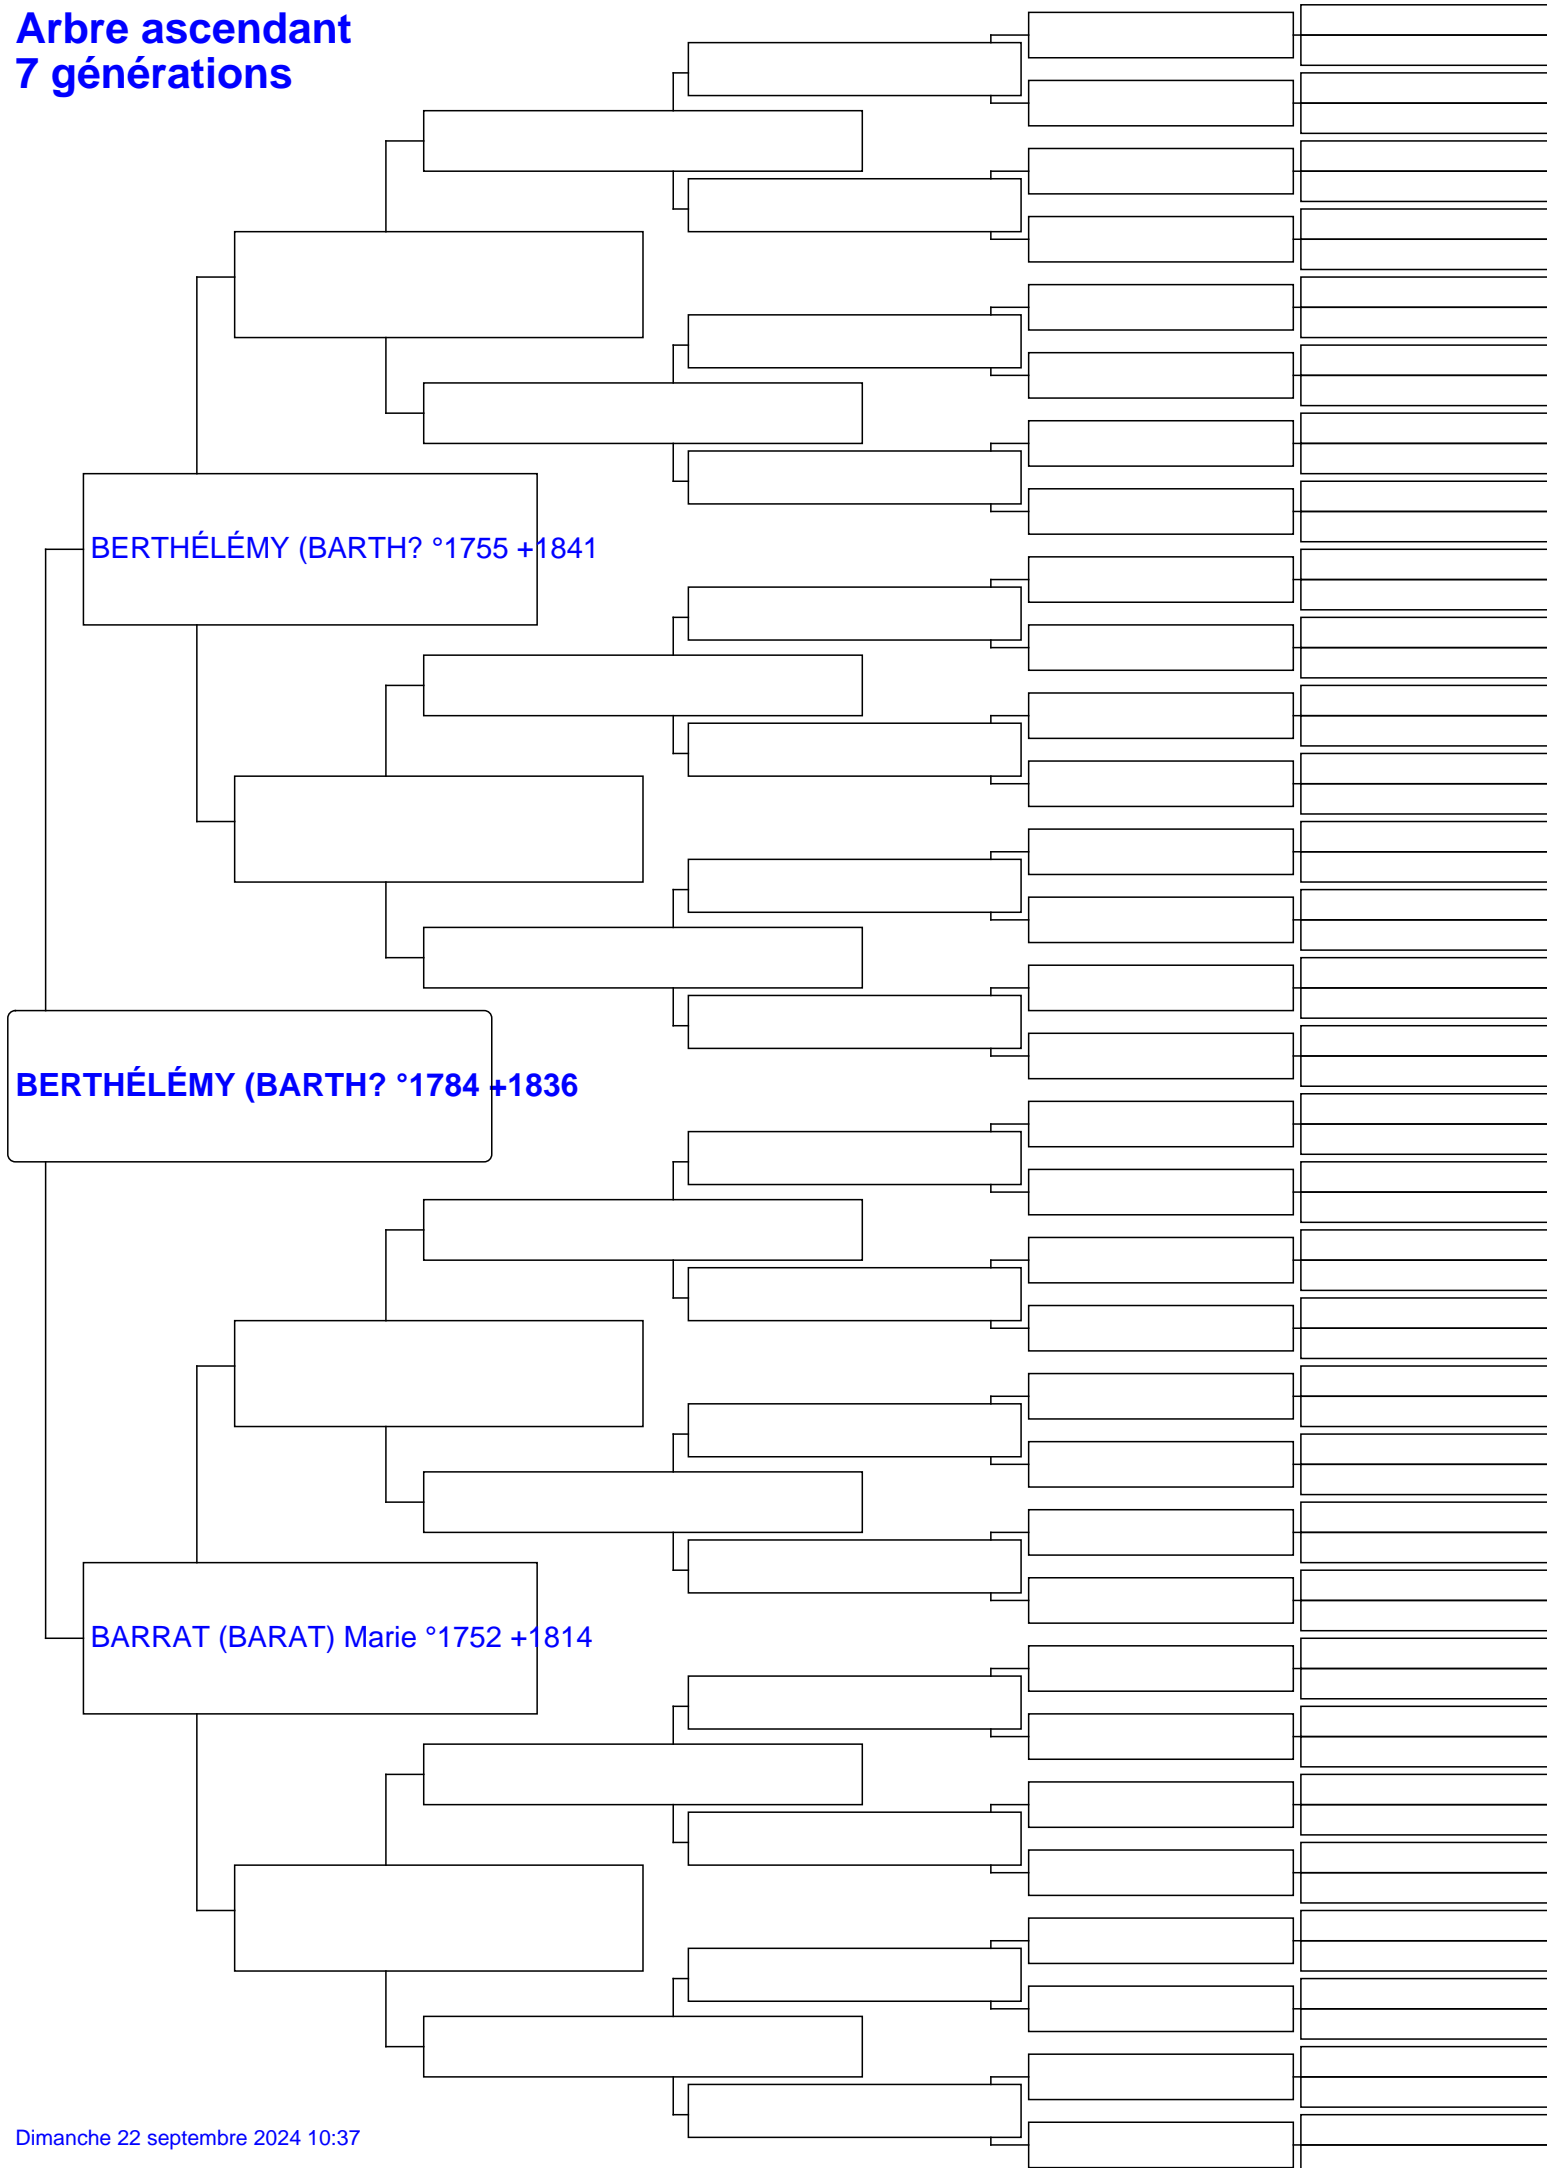 Arbre ascendant
7 générations
BERTHÉLÉMY (BARTH? °1755 +1841
BERTHÉLÉMY (BARTH? °1784 +1836
BARRAT (BARAT) Marie °1752 +1814
Dimanche 22 septembre 2024 10:37